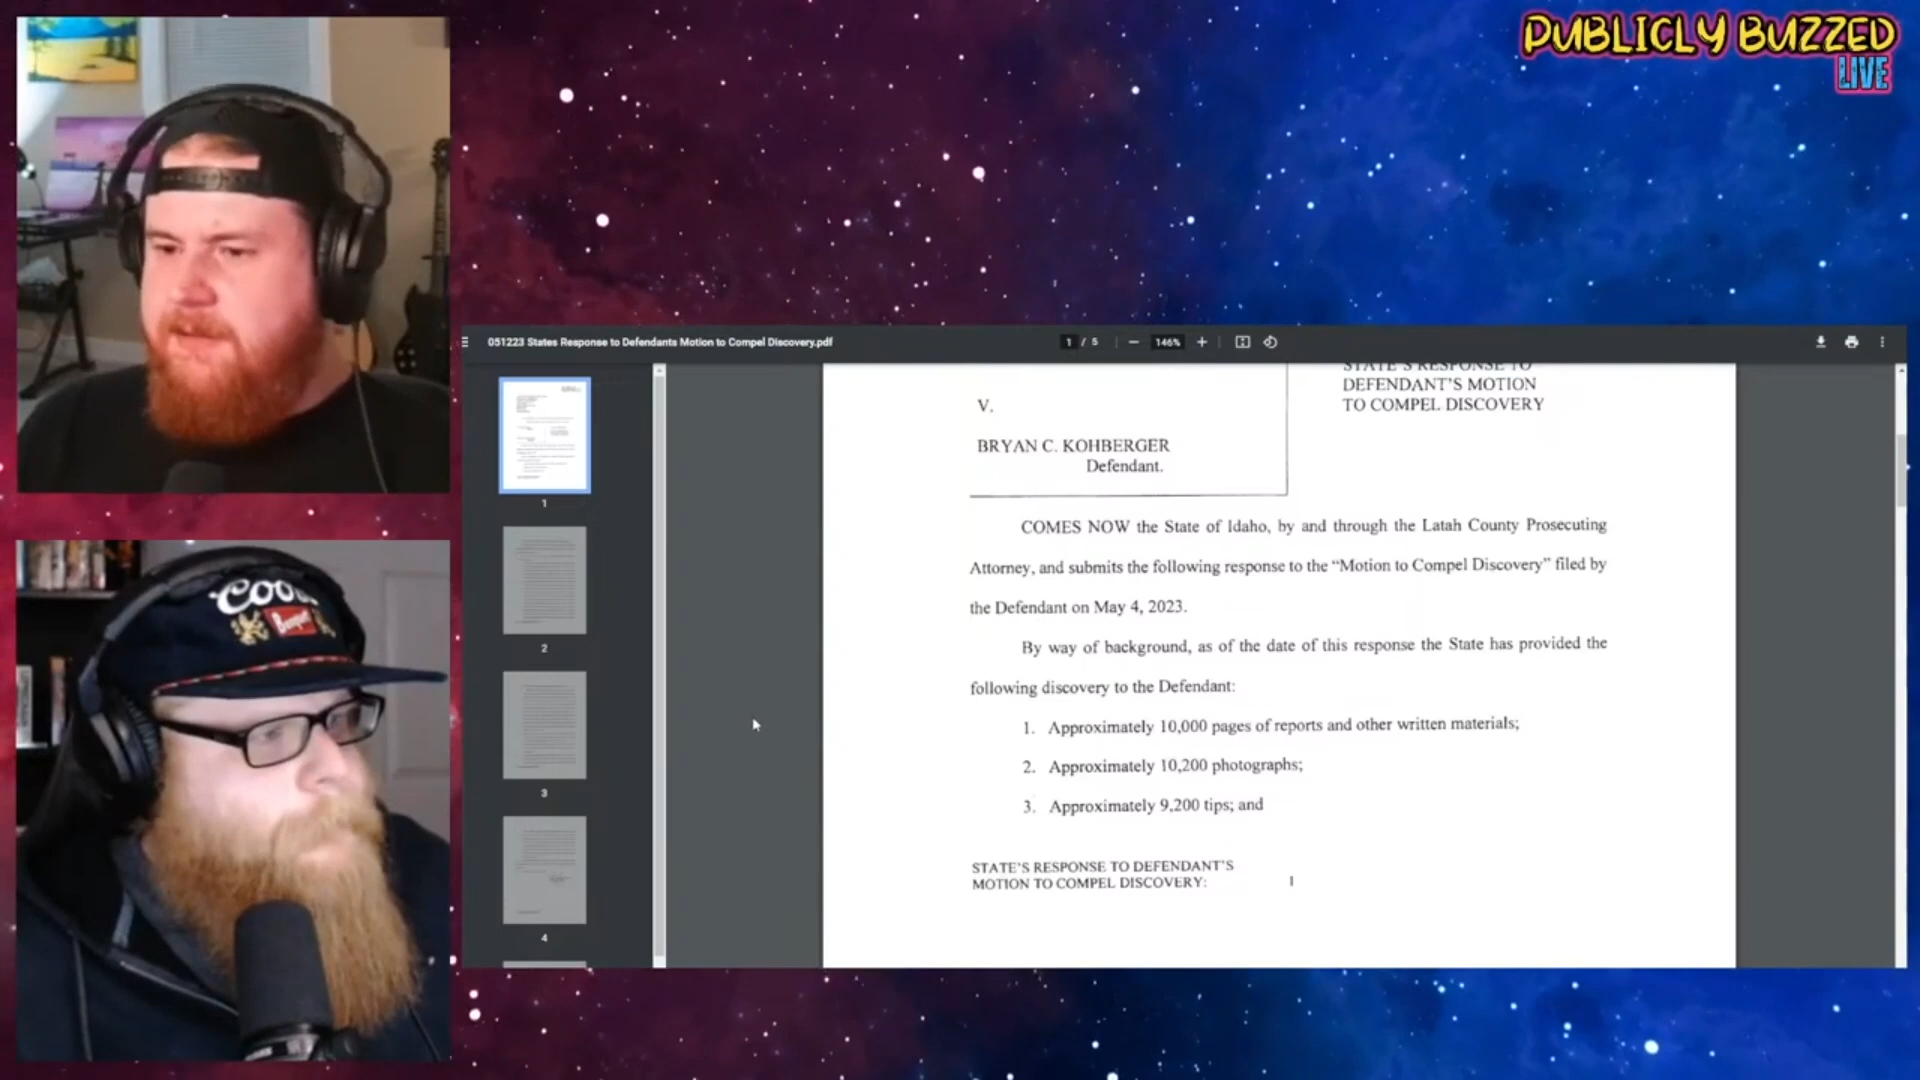 PUBLICLY BUZZED
LIVE
Coors
Banquet
051223 States Response to Defendants Motion to Compel Discovery.pdf
1 / 5
146%
1
2
3
4
STATE'S RESPONSE TO
DEFENDANT'S MOTION
TO COMPEL DISCOVERY
V.
BRYAN C. KOHBERGER
Defendant.
COMES NOW the State of Idaho, by and through the Latah County Prosecuting
Attorney, and submits the following response to the “Motion to Compel Discovery” filed by
the Defendant on May 4, 2023.
By way of background, as of the date of this response the State has provided the
following discovery to the Defendant:
1. Approximately 10,000 pages of reports and other written materials;
2. Approximately 10,200 photographs;
3. Approximately 9,200 tips; and
STATE'S RESPONSE TO DEFENDANT'S
MOTION TO COMPEL DISCOVERY: 1